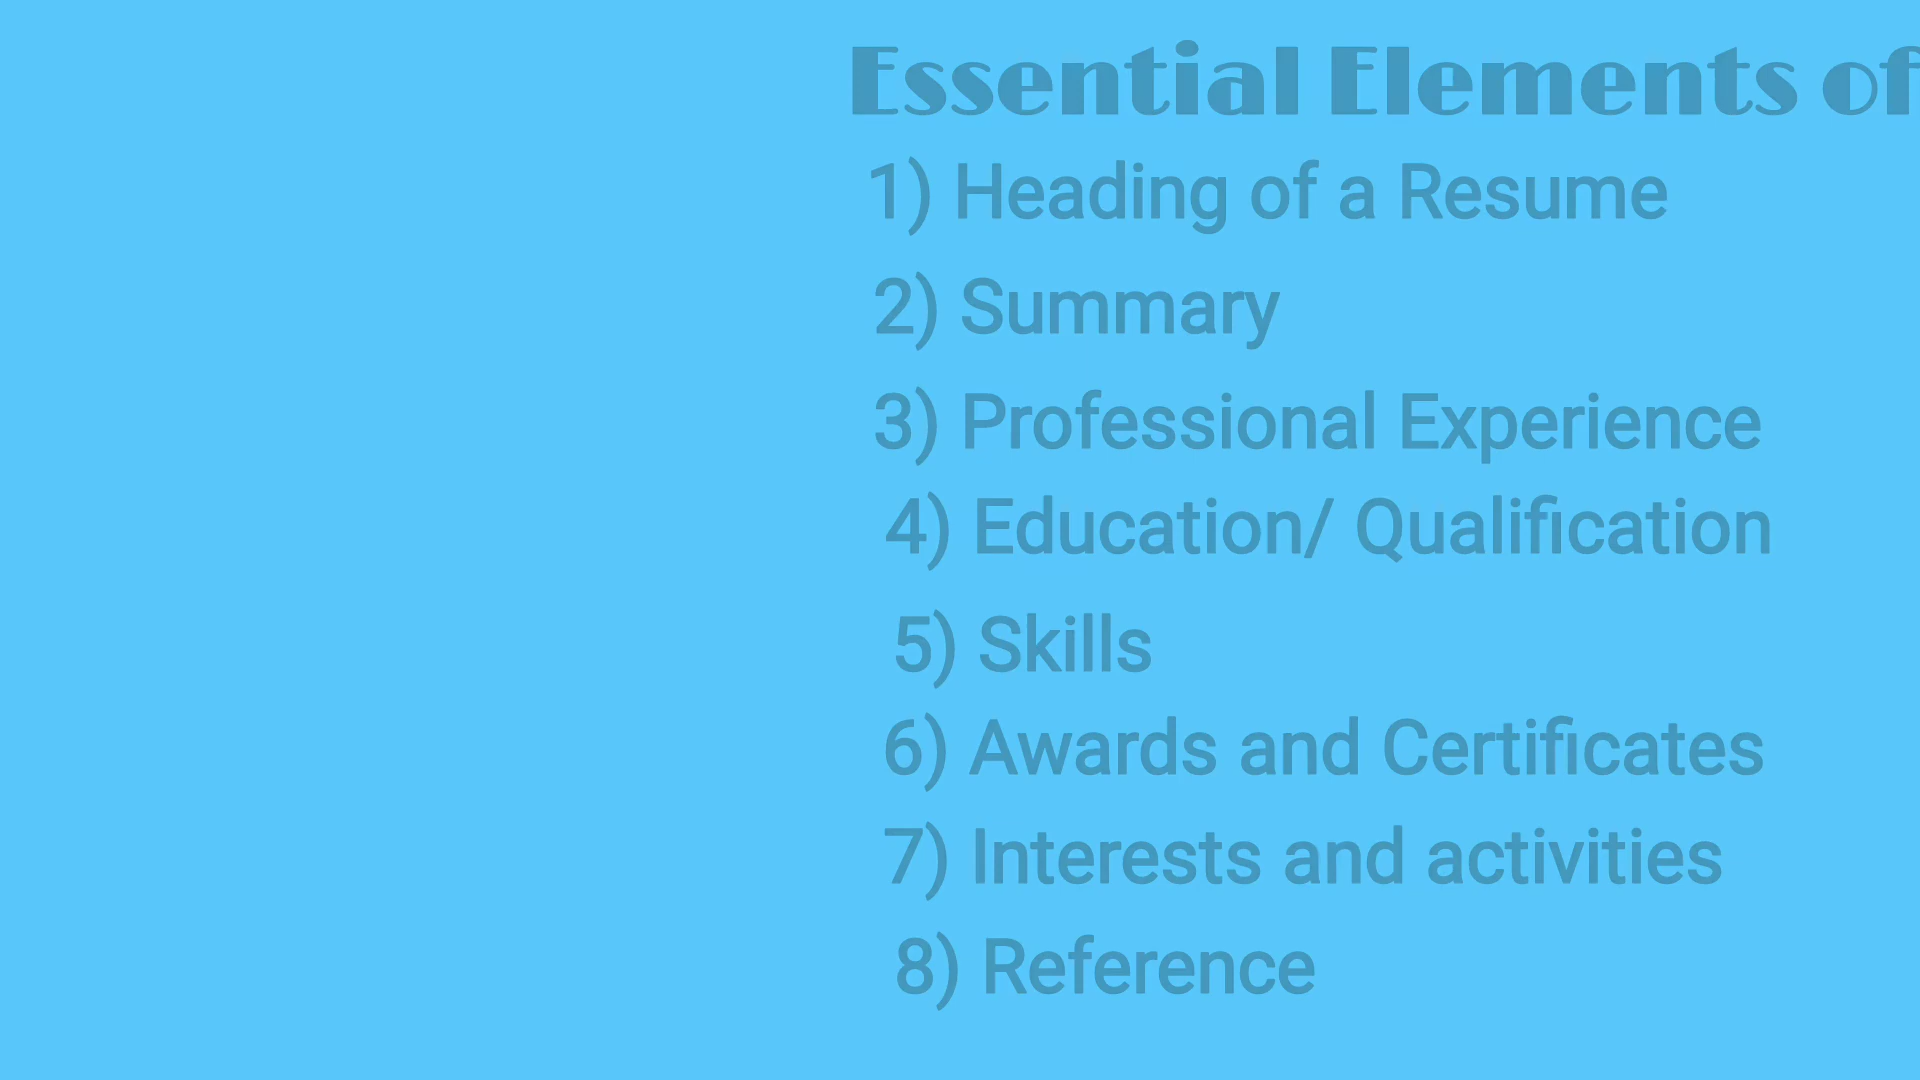 Essential Elements of
1) Heading of a Resume
2) Summary
3) Professional Experience
4) Education/ Qualification
5) Skills
6) Awards and Certificates
7) Interests and activities
8) Reference